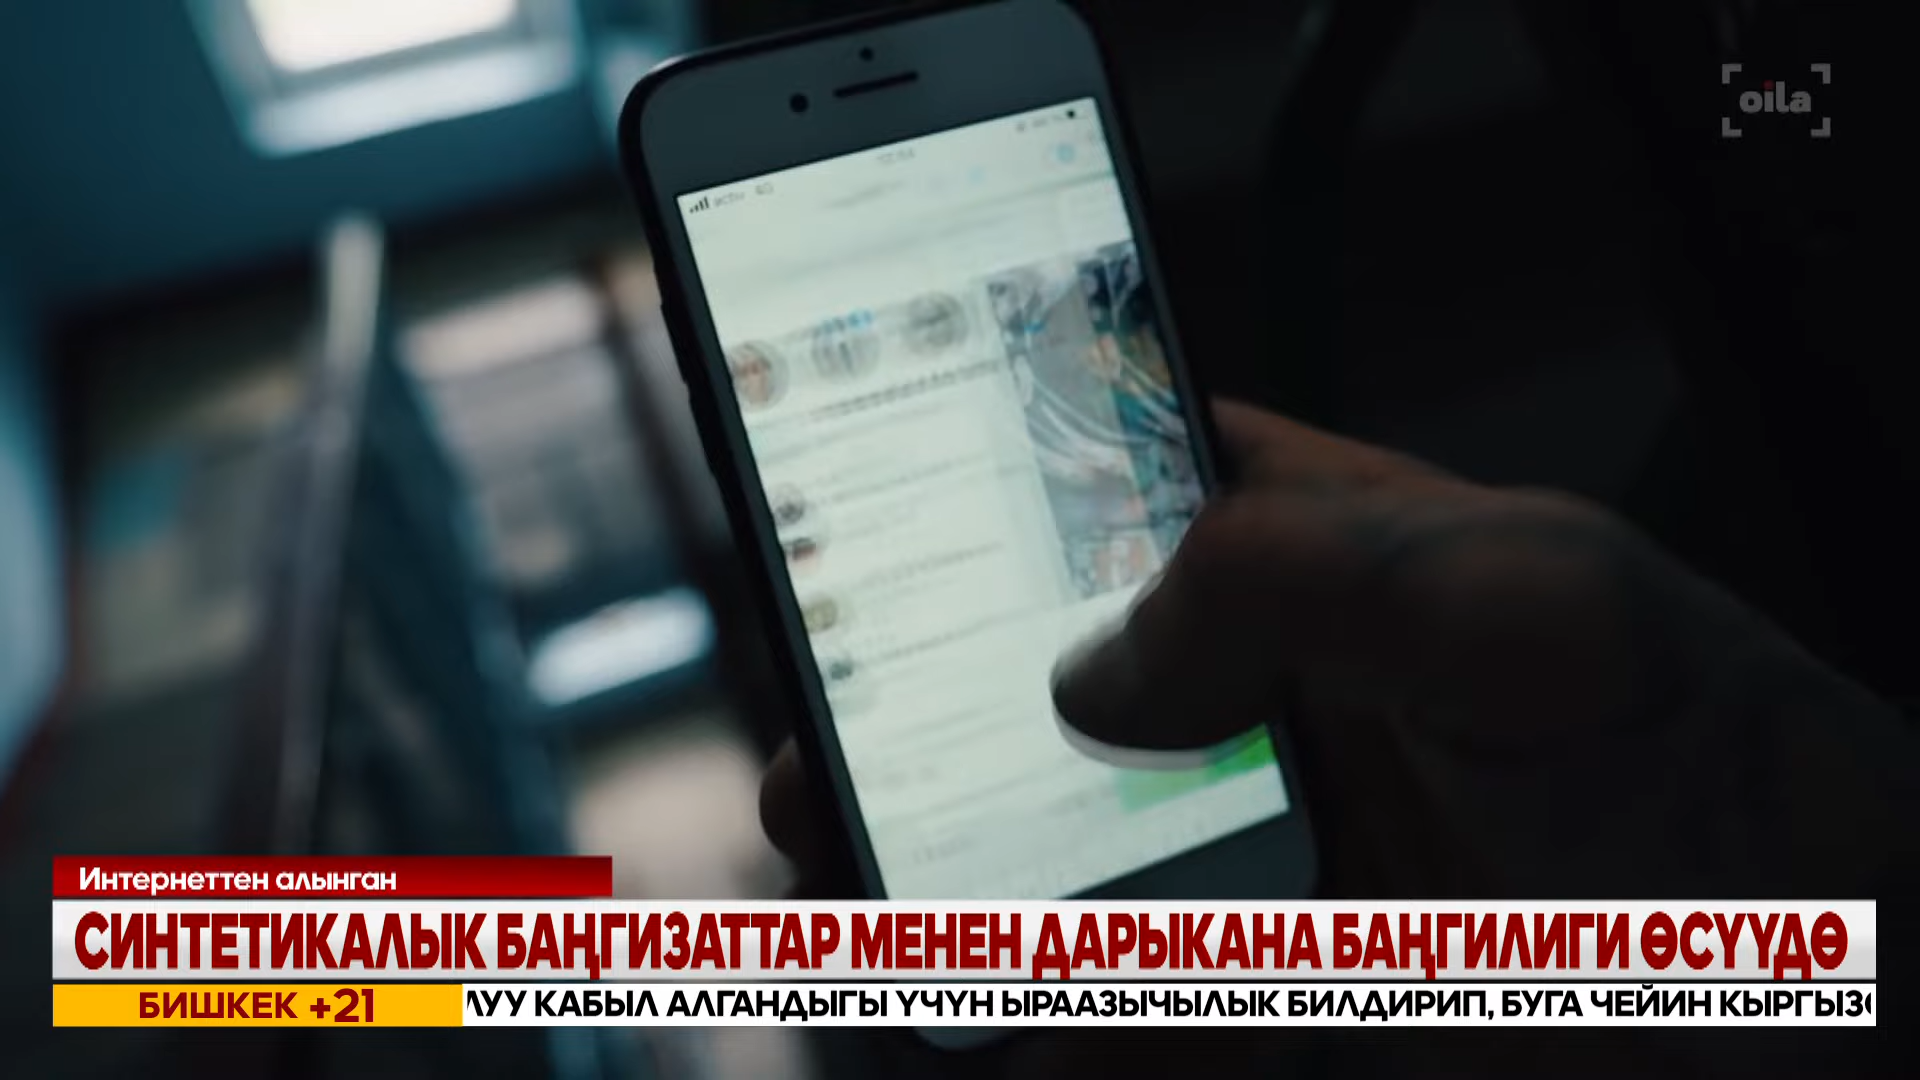 oila
Интернеттен алынган
СИНТЕТИКАЛЫК БАҢГИЗАТТАР МЕНЕН ДАРЫКАНА БАҢГИЛИГИ ӨСҮҮДӨ
БИШКЕК +21
КАБЫЛ АЛГАНДЫГЫ ҮЧҮН ЫРААЗЫЧЫЛЫК БИЛДИРИП, БУГА ЧЕЙИН